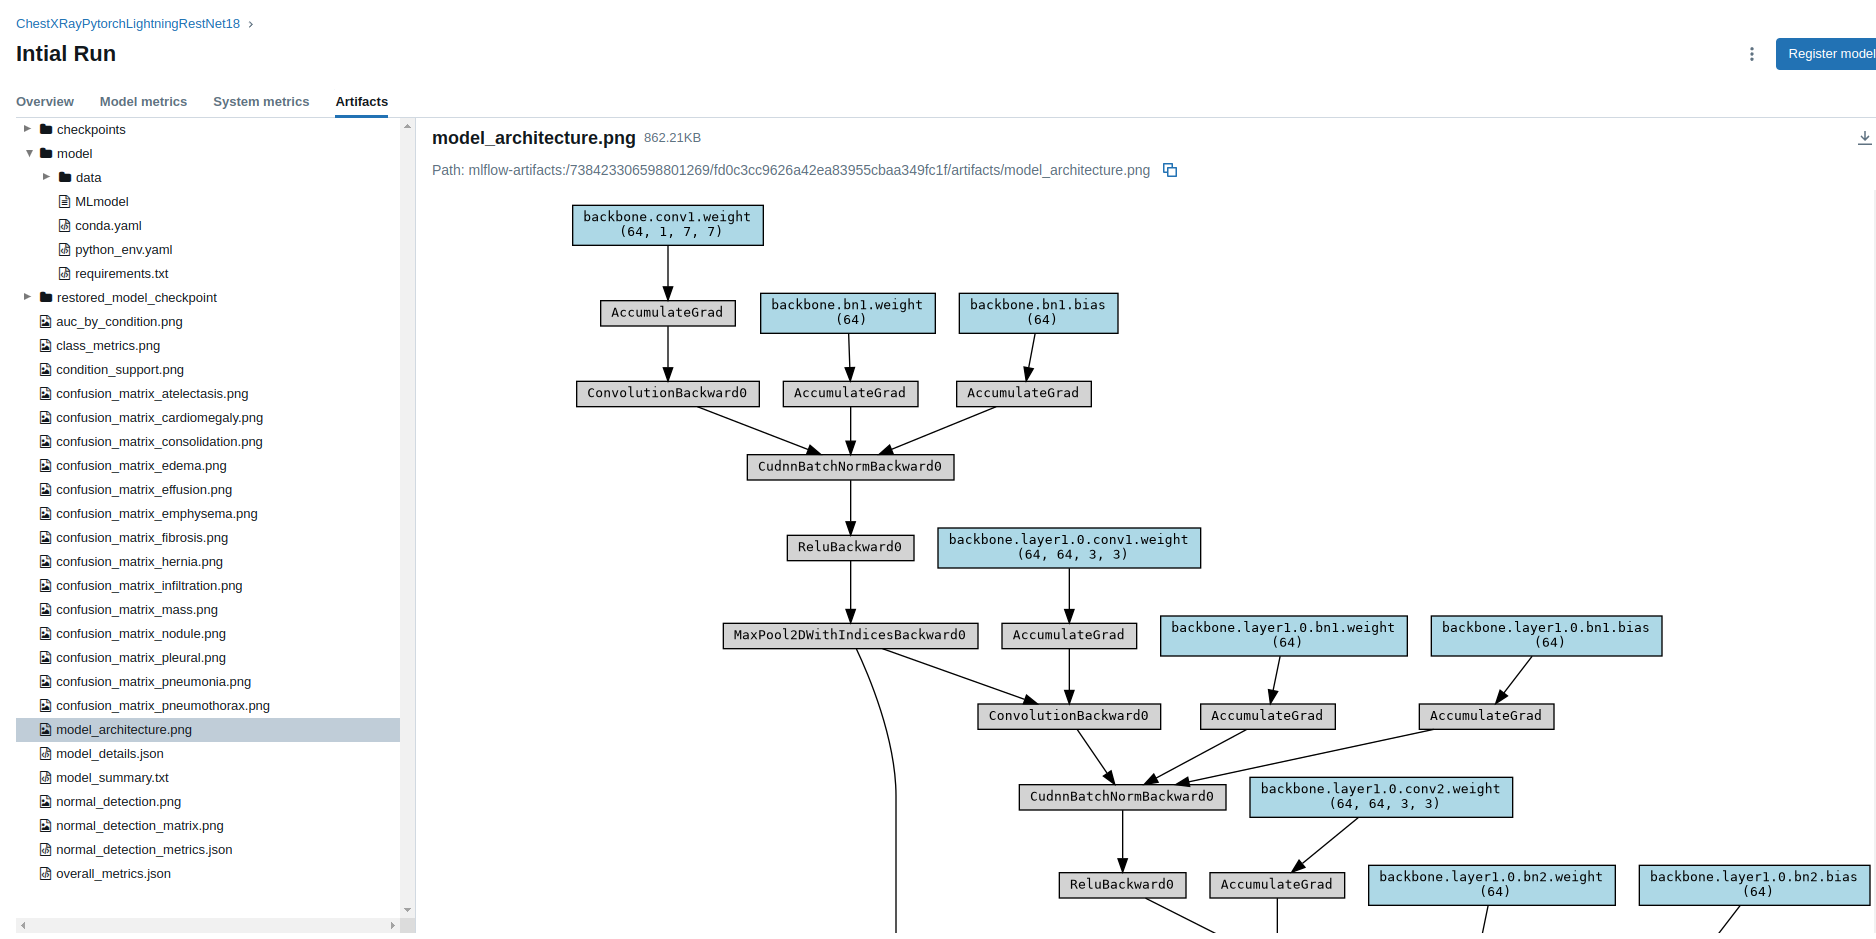 ChestXRayPytorchLightningRestNet18
Intial Run
Register model
Overview Model metrics System metrics Artifacts
checkpoints
model
data
MLmodel
conda.yaml
python_env.yaml
requirements.txt
restored_model_checkpoint
auc_by_condition.png
class_metrics.png
condition_support.png
confusion_matrix_atelectasis.png
confusion_matrix_cardiomegaly.png
confusion_matrix_consolidation.png
confusion_matrix_edema.png
confusion_matrix_effusion.png
confusion_matrix_emphysema.png
confusion_matrix_fibrosis.png
confusion_matrix_hernia.png
confusion_matrix_infiltration.png
confusion_matrix_mass.png
confusion_matrix_nodule.png
confusion_matrix_pleural.png
confusion_matrix_pneumonia.png
confusion_matrix_pneumothorax.png
model_architecture.png
model_details.json
model_summary.txt
normal_detection.png
normal_detection_matrix.png
normal_detection_metrics.json
overall_metrics.json
model_architecture.png 862.21KB
Path: mlflow-artifacts:/738423306598801269/fd0c3cc9626a42ea83955cbaa349fc1f/artifacts/model_architecture.png
backbone.conv1.weight
(64, 1, 7, 7)
AccumulateGrad
backbone.bn1.weight
(64)
backbone.bn1.bias
(64)
ConvolutionBackward0
AccumulateGrad
AccumulateGrad
CudnnBatchNormBackward0
ReluBackward0
backbone.layer1.0.conv1.weight
(64, 64, 3, 3)
MaxPool2DWithIndicesBackward0
AccumulateGrad
backbone.layer1.0.bn1.weight
(64)
backbone.layer1.0.bn1.bias
(64)
ConvolutionBackward0
AccumulateGrad
AccumulateGrad
CudnnBatchNormBackward0
backbone.layer1.0.conv2.weight
(64, 64, 3, 3)
ReluBackward0
AccumulateGrad
backbone.layer1.0.bn2.weight
(64)
backbone.layer1.0.bn2.bias
(64)